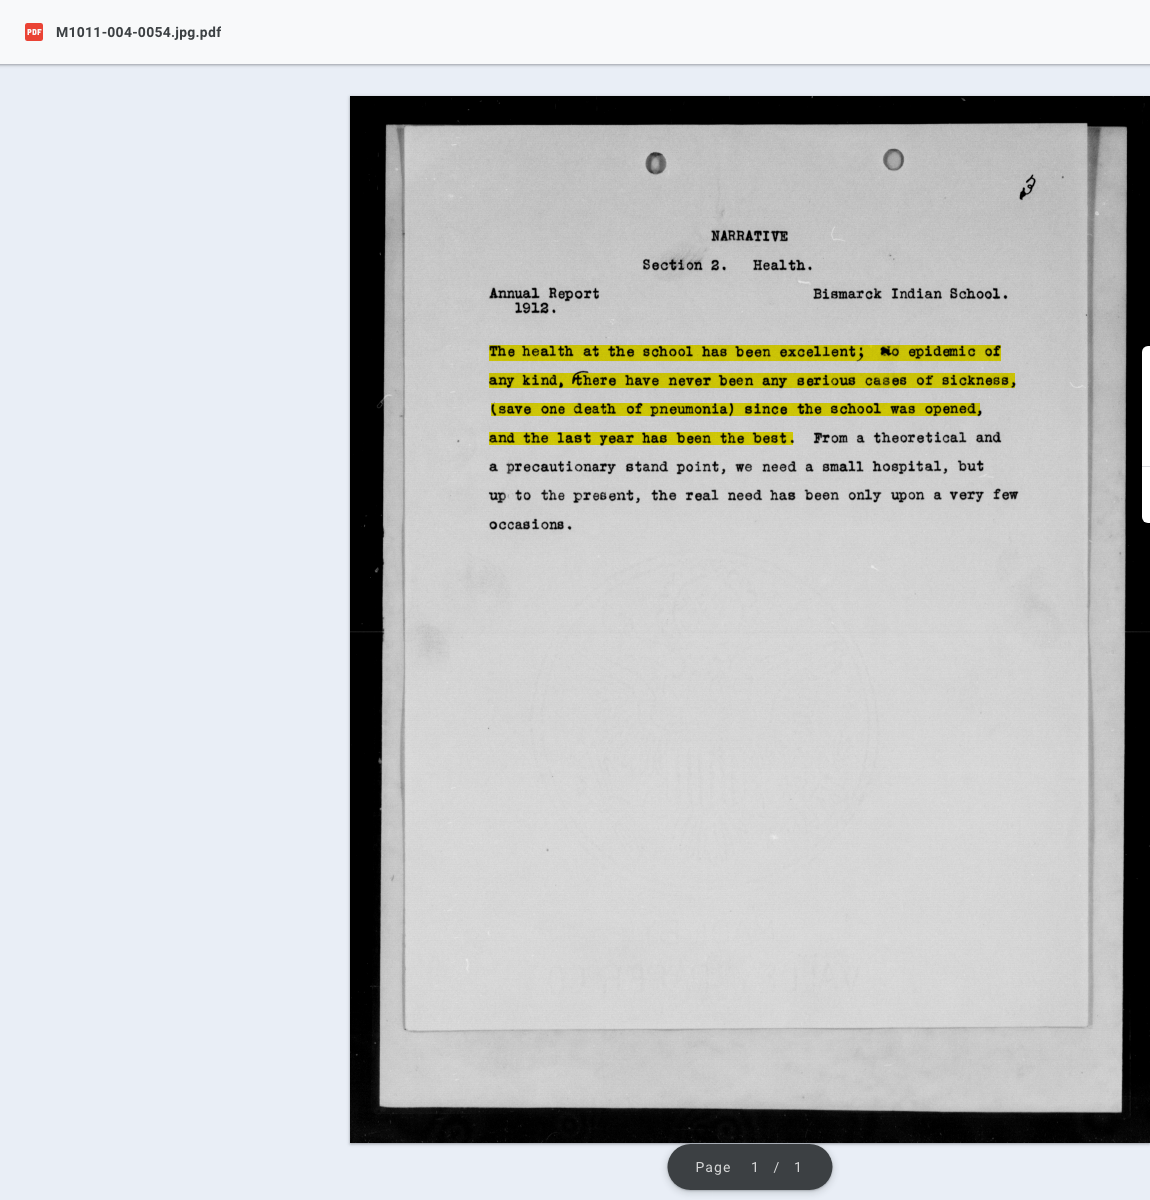 PDF M1011-004-0054.jpg.pdf
3
NARRATIVE
Section 2. Health.
Annual Report Bismarck Indian School.
1912.
The health at the school has been excellent; No epidemic of
any kind, there have never been any serious cases of sickness,
(save one death of pneumonia) since the school was opened,
and the last year has been the best. From a theoretical and
a precautionary stand point, we need a small hospital, but
up to the present, the real need has been only upon a very few
occasions.
Page 1 / 1